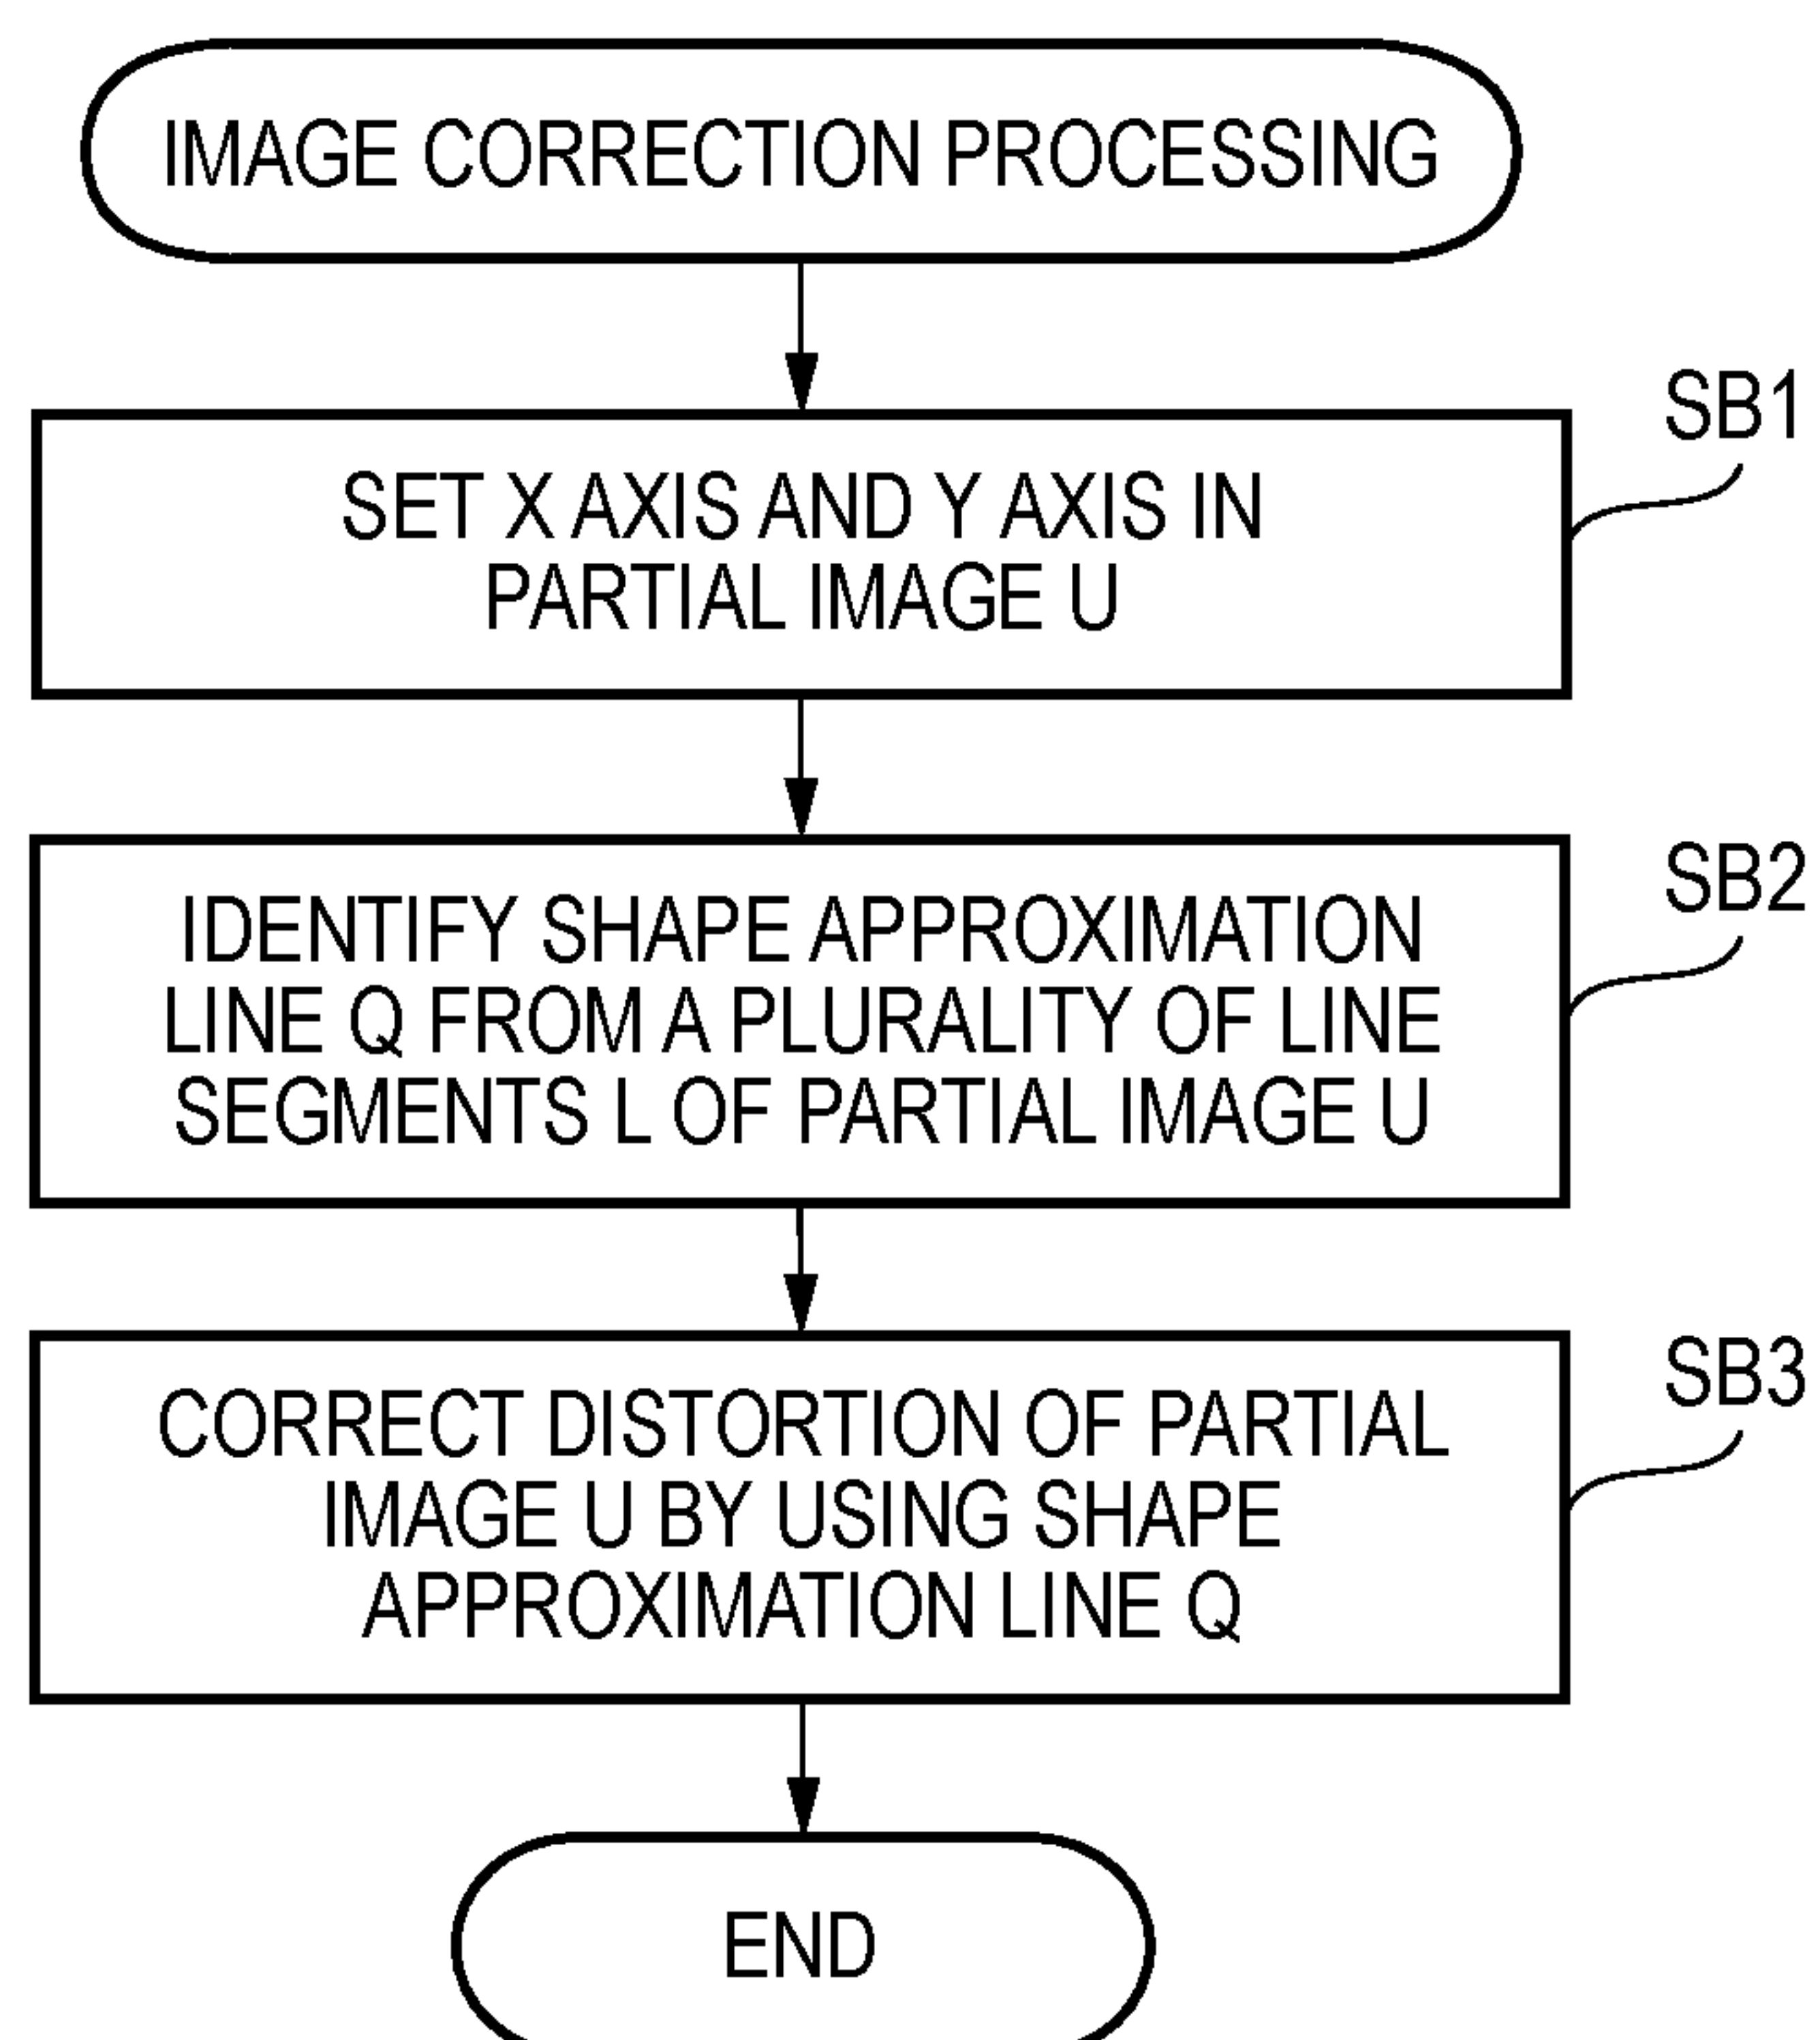 IMAGE CORRECTION PROCESSING
SB1
SET X AXIS AND Y AXIS IN
PARTIAL IMAGE U
SB2
IDENTIFY SHAPE APPROXIMATION
LINE Q FROM A PLURALITY OF LINE
SEGMENTS L OF PARTIAL IMAGE U
SB3
CORRECT DISTORTION OF PARTIAL
IMAGE U BY USING SHAPE
APPROXIMATION LINE Q
END